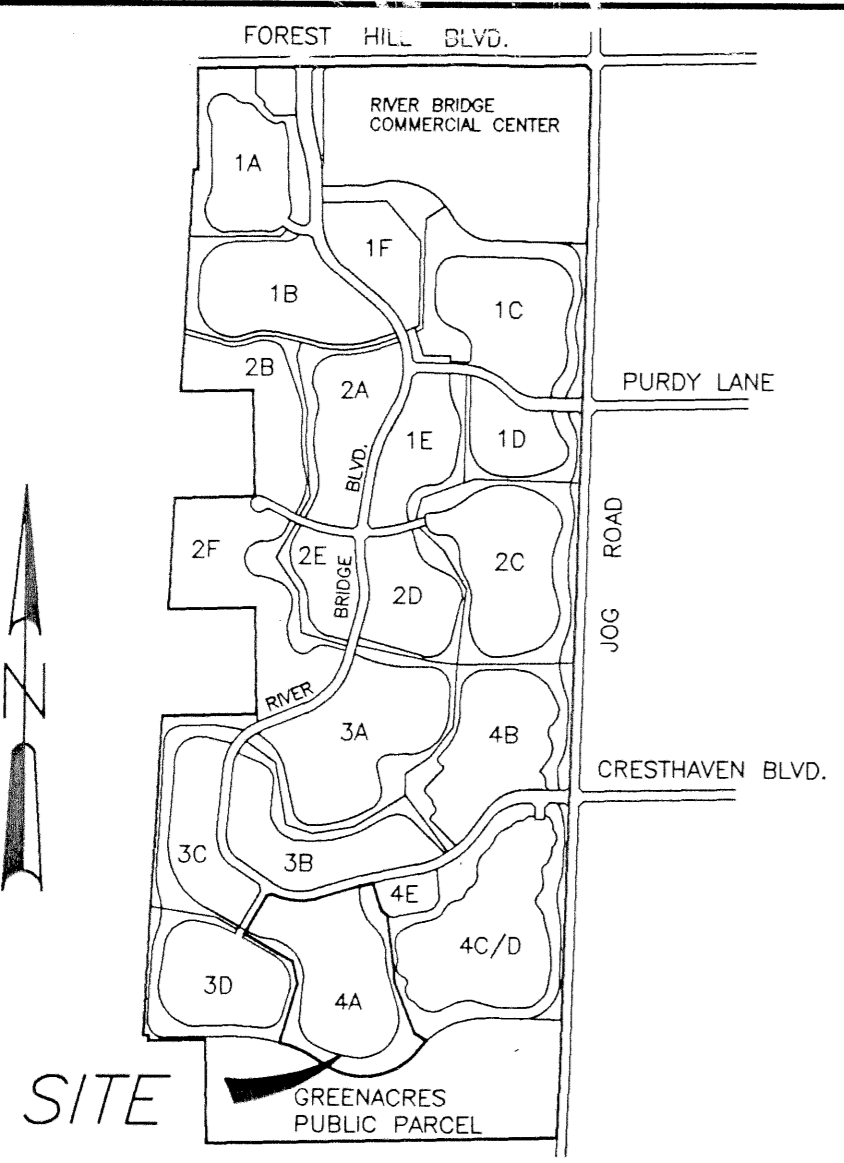 FOREST HILL BLVD.
RIVER BRIDGE
COMMERCIAL CENTER
1A
1F
1B
1C
2B
2A
PURDY LANE
1E
1D
BLVD.
ROAD
2F
2E
2C
BRIDGE
2D
JOG
N
RIVER
3A
4B
CRESTHAVEN BLVD.
3C
3B
4E
4C/D
3D
4A
SITE
GREENACRES
PUBLIC PARCEL